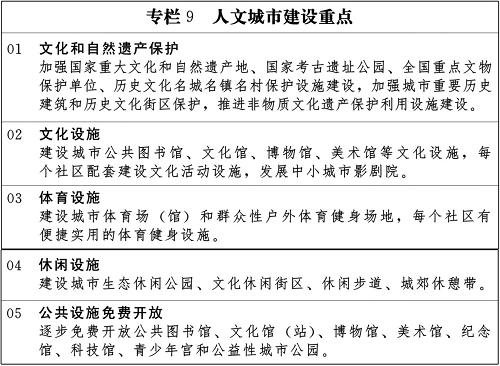 专栏 9 人文城市建设重点
01 文化和自然遗产保护
加强国家重大文化和自然遗产地、国家考古遗址公园、全国重点文物
保护单位、历史文化名城名镇名村保护设施建设，加强城市重要历史
建筑和历史文化街区保护，推进非物质文化遗产保护利用设施建设。
02 文化设施
建设城市公共图书馆、文化馆、博物馆、美术馆等文化设施，每
个社区配套建设文化活动设施，发展中小城市影剧院。
03 体育设施
建设城市体育场（馆）和群众性户外体育健身场地，每个社区有
便捷实用的体育健身设施。
04 休闲设施
建设城市生态休闲公园、文化休闲街区、休闲步道、城郊休憩带。
05 公共设施免费开放
逐步免费开放公共图书馆、文化馆（站）、博物馆、美术馆、纪念
馆、科技馆、青少年宫和公益性城市公园。